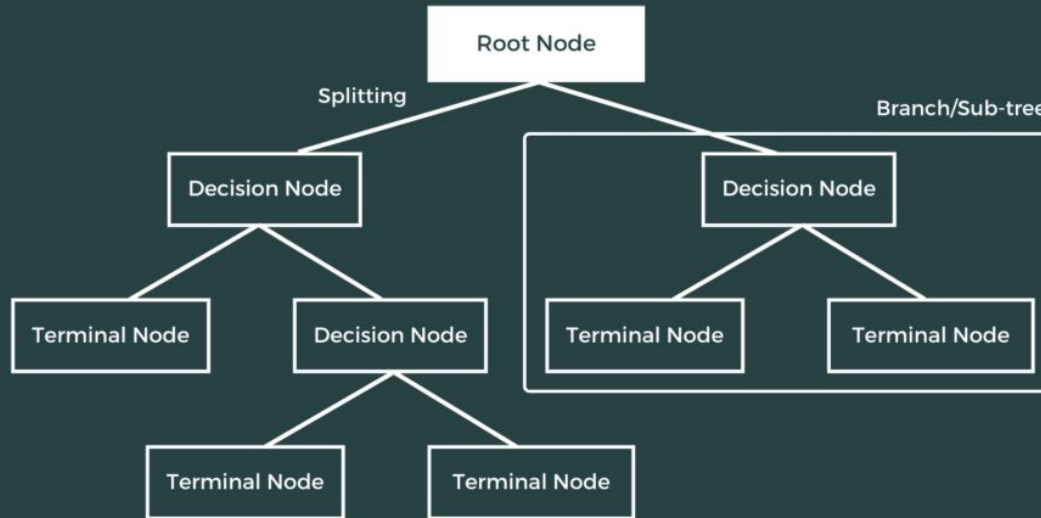 Root Node
Splitting
Branch/Sub-tree
Decision Node
Decision Node
Terminal Node
Decision Node
Terminal Node
Terminal Node
Terminal Node
Terminal Node